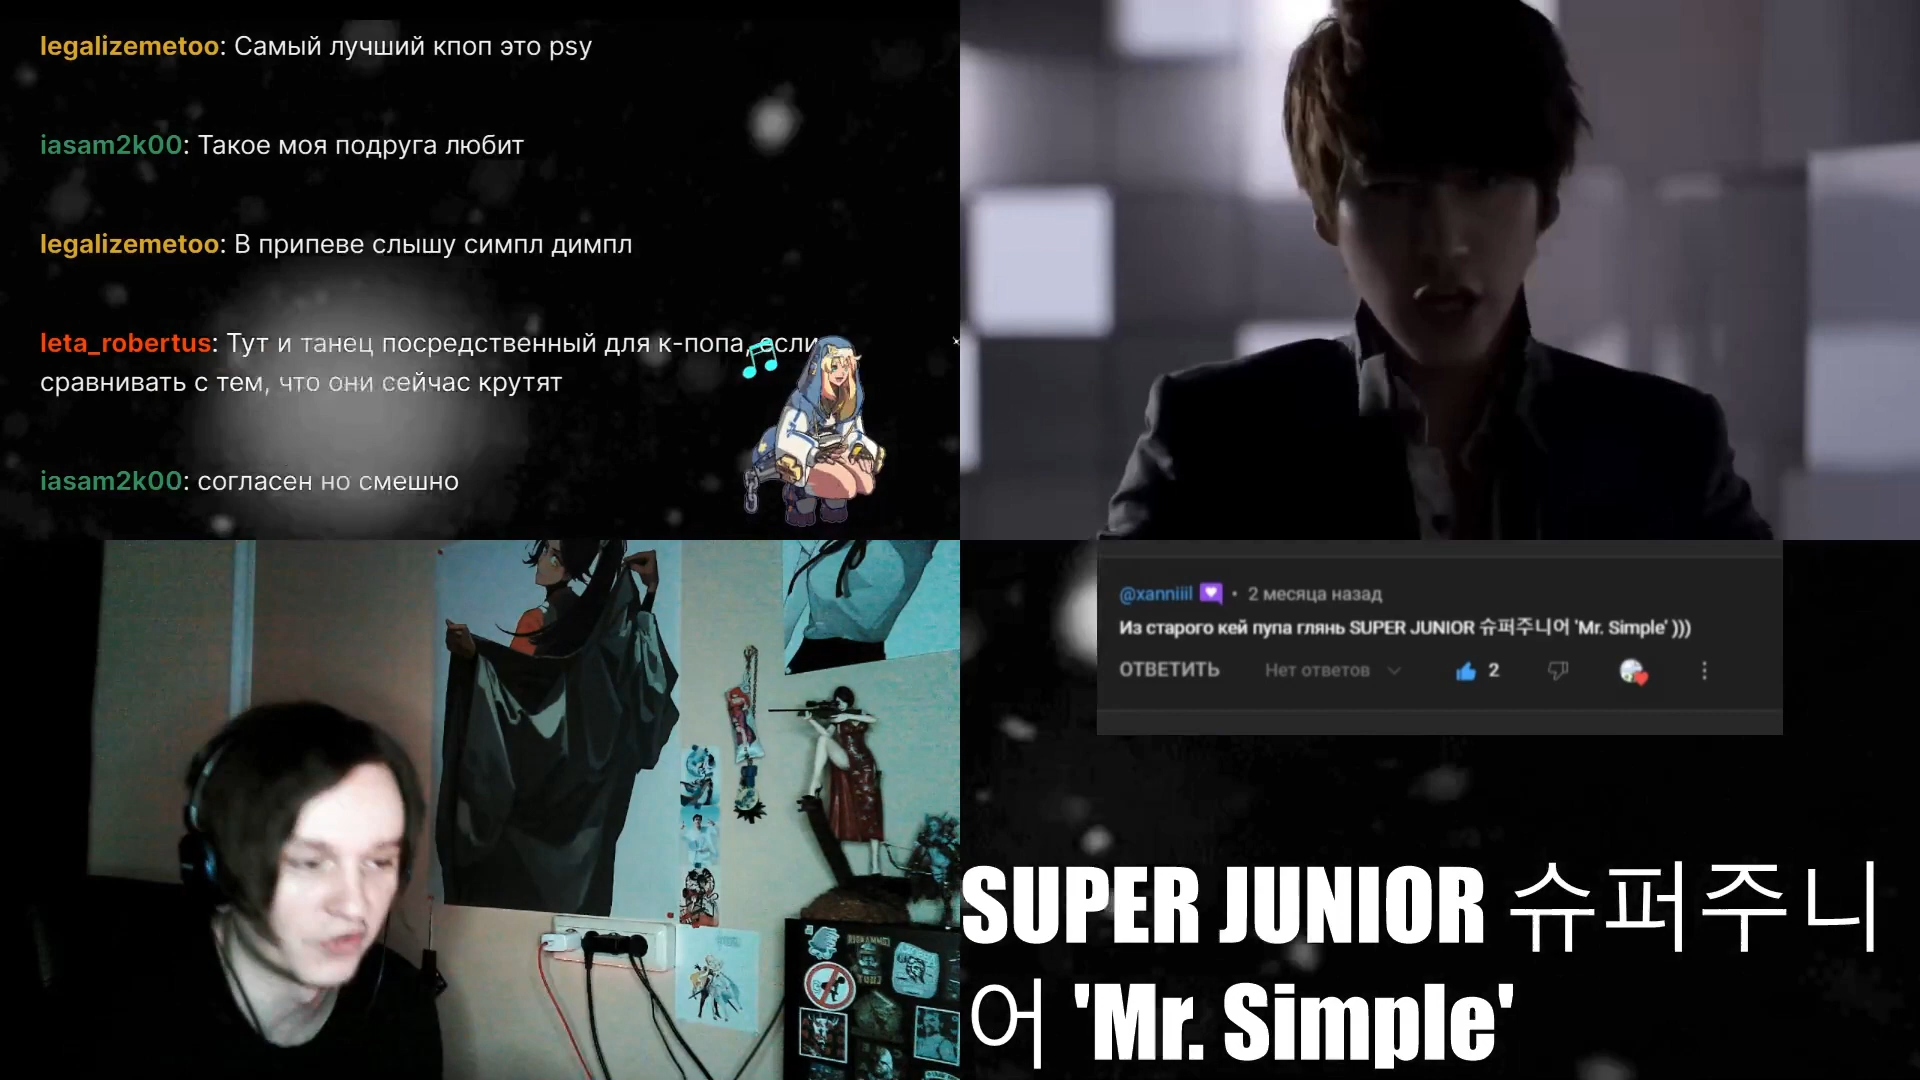 legalizemetoo: Самый лучший кпоп это psy
iasam2k00: Такое моя подруга любит
legalizemetoo: В припеве слышу симпл димпл
leta_robertus: Тут и танец посредственный для к-попа, если
сравнивать с тем, что они сейчас крутят
iasam2k00: согласен но смешно
@xanniiil • 2 месяца назад
Из старого кей пупа глянь SUPER JUNIOR 슈퍼주니어 'Mr. Simple' )))
ОТВЕТИТЬ Нет ответов 2
SUPER JUNIOR 슈퍼주니
어 'Mr. Simple'